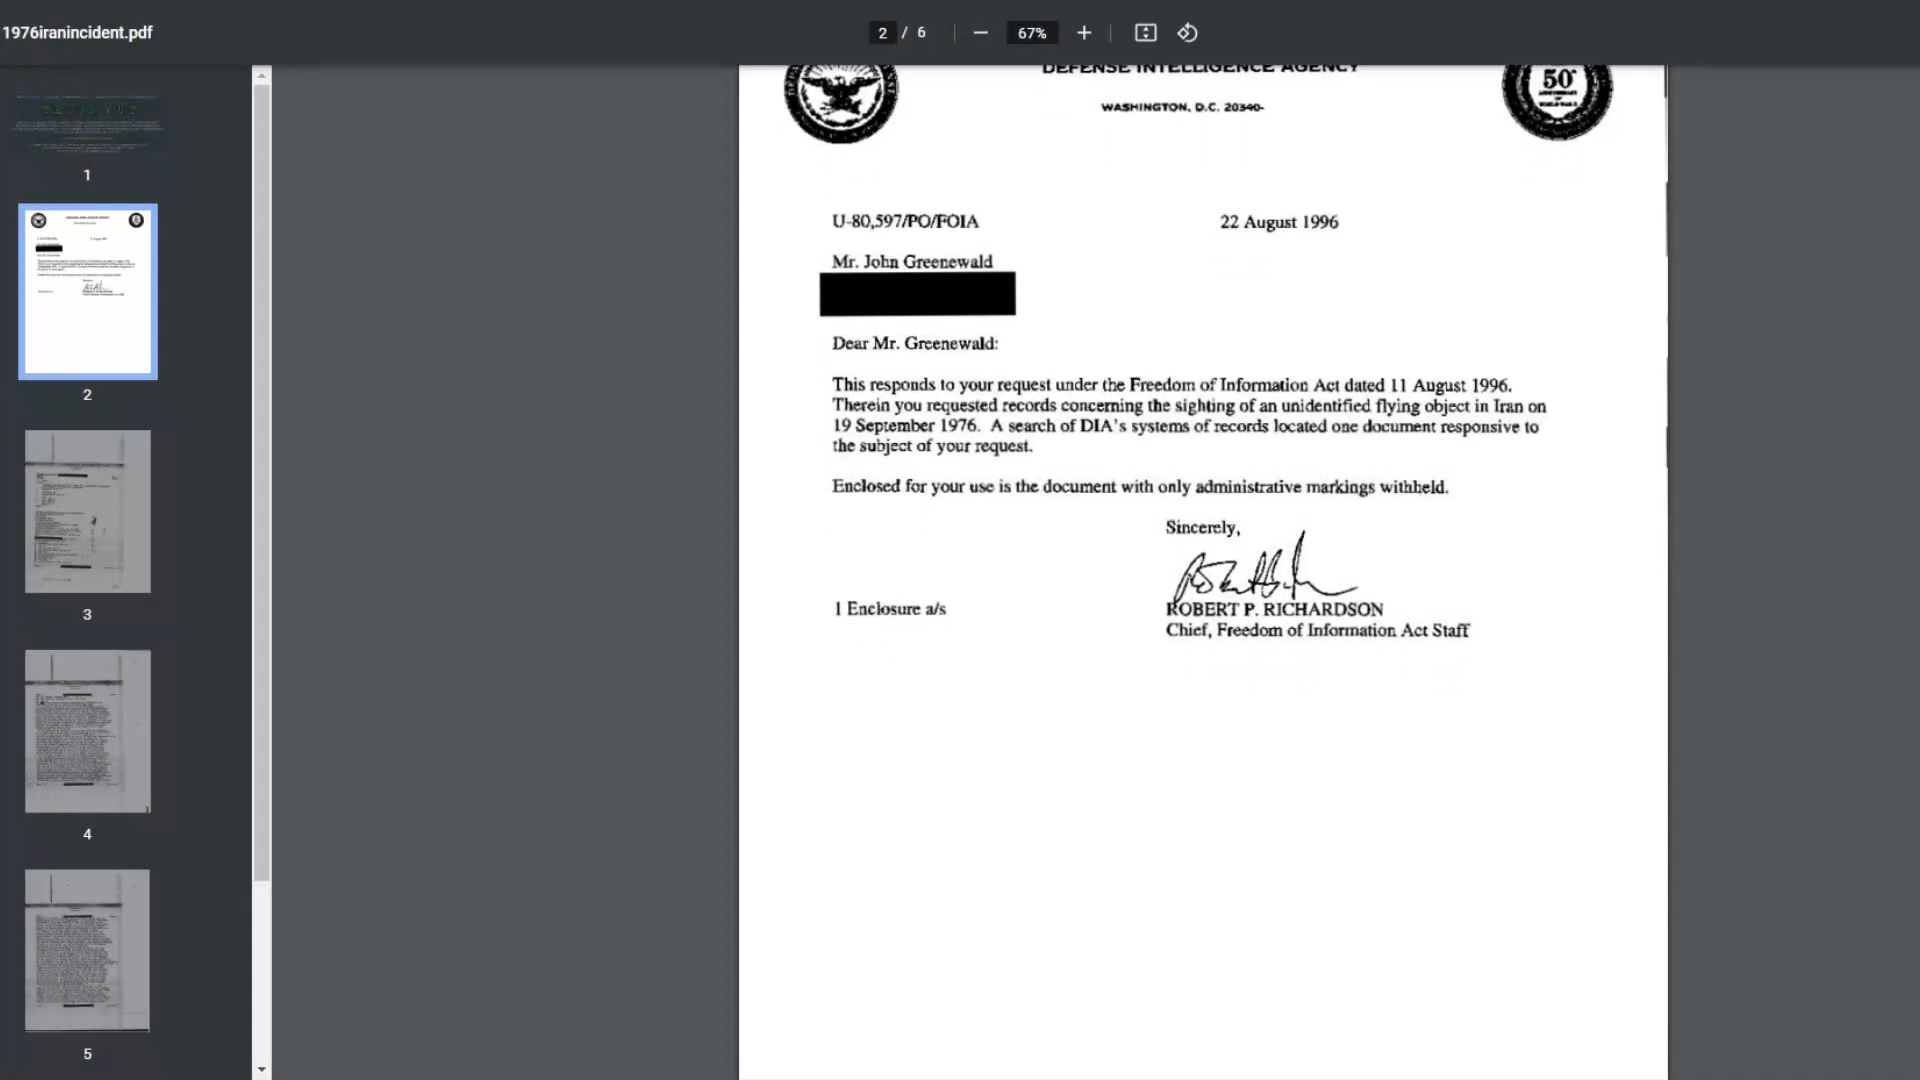 1976iranincident.pdf
2 / 6
67%
1
2
3
4
5
DEFENSE INTELLIGENCE AGENCY
WASHINGTON, D.C. 20340-
50
U-80,597/PO/FOIA 22 August 1996
Mr. John Greenewald
Dear Mr. Greenewald:
This responds to your request under the Freedom of Information Act dated 11 August 1996.
Therein you requested records concerning the sighting of an unidentified flying object in Iran on
19 September 1976. A search of DIA's systems of records located one document responsive to
the subject of your request.
Enclosed for your use is the document with only administrative markings withheld.
Sincerely,
1 Enclosure a/s
ROBERT P. RICHARDSON
Chief, Freedom of Information Act Staff